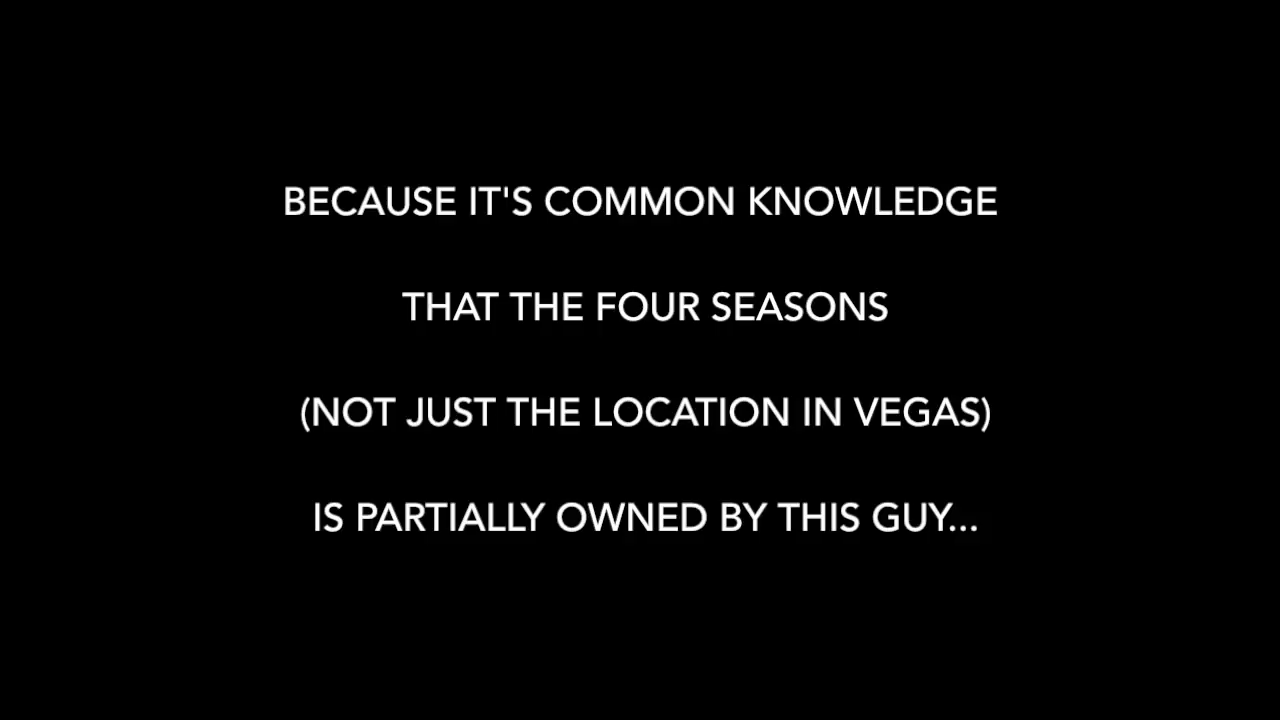 BECAUSE IT'S COMMON KNOWLEDGE
THAT THE FOUR SEASONS
(NOT JUST THE LOCATION IN VEGAS)
IS PARTIALLY OWNED BY THIS GUY...